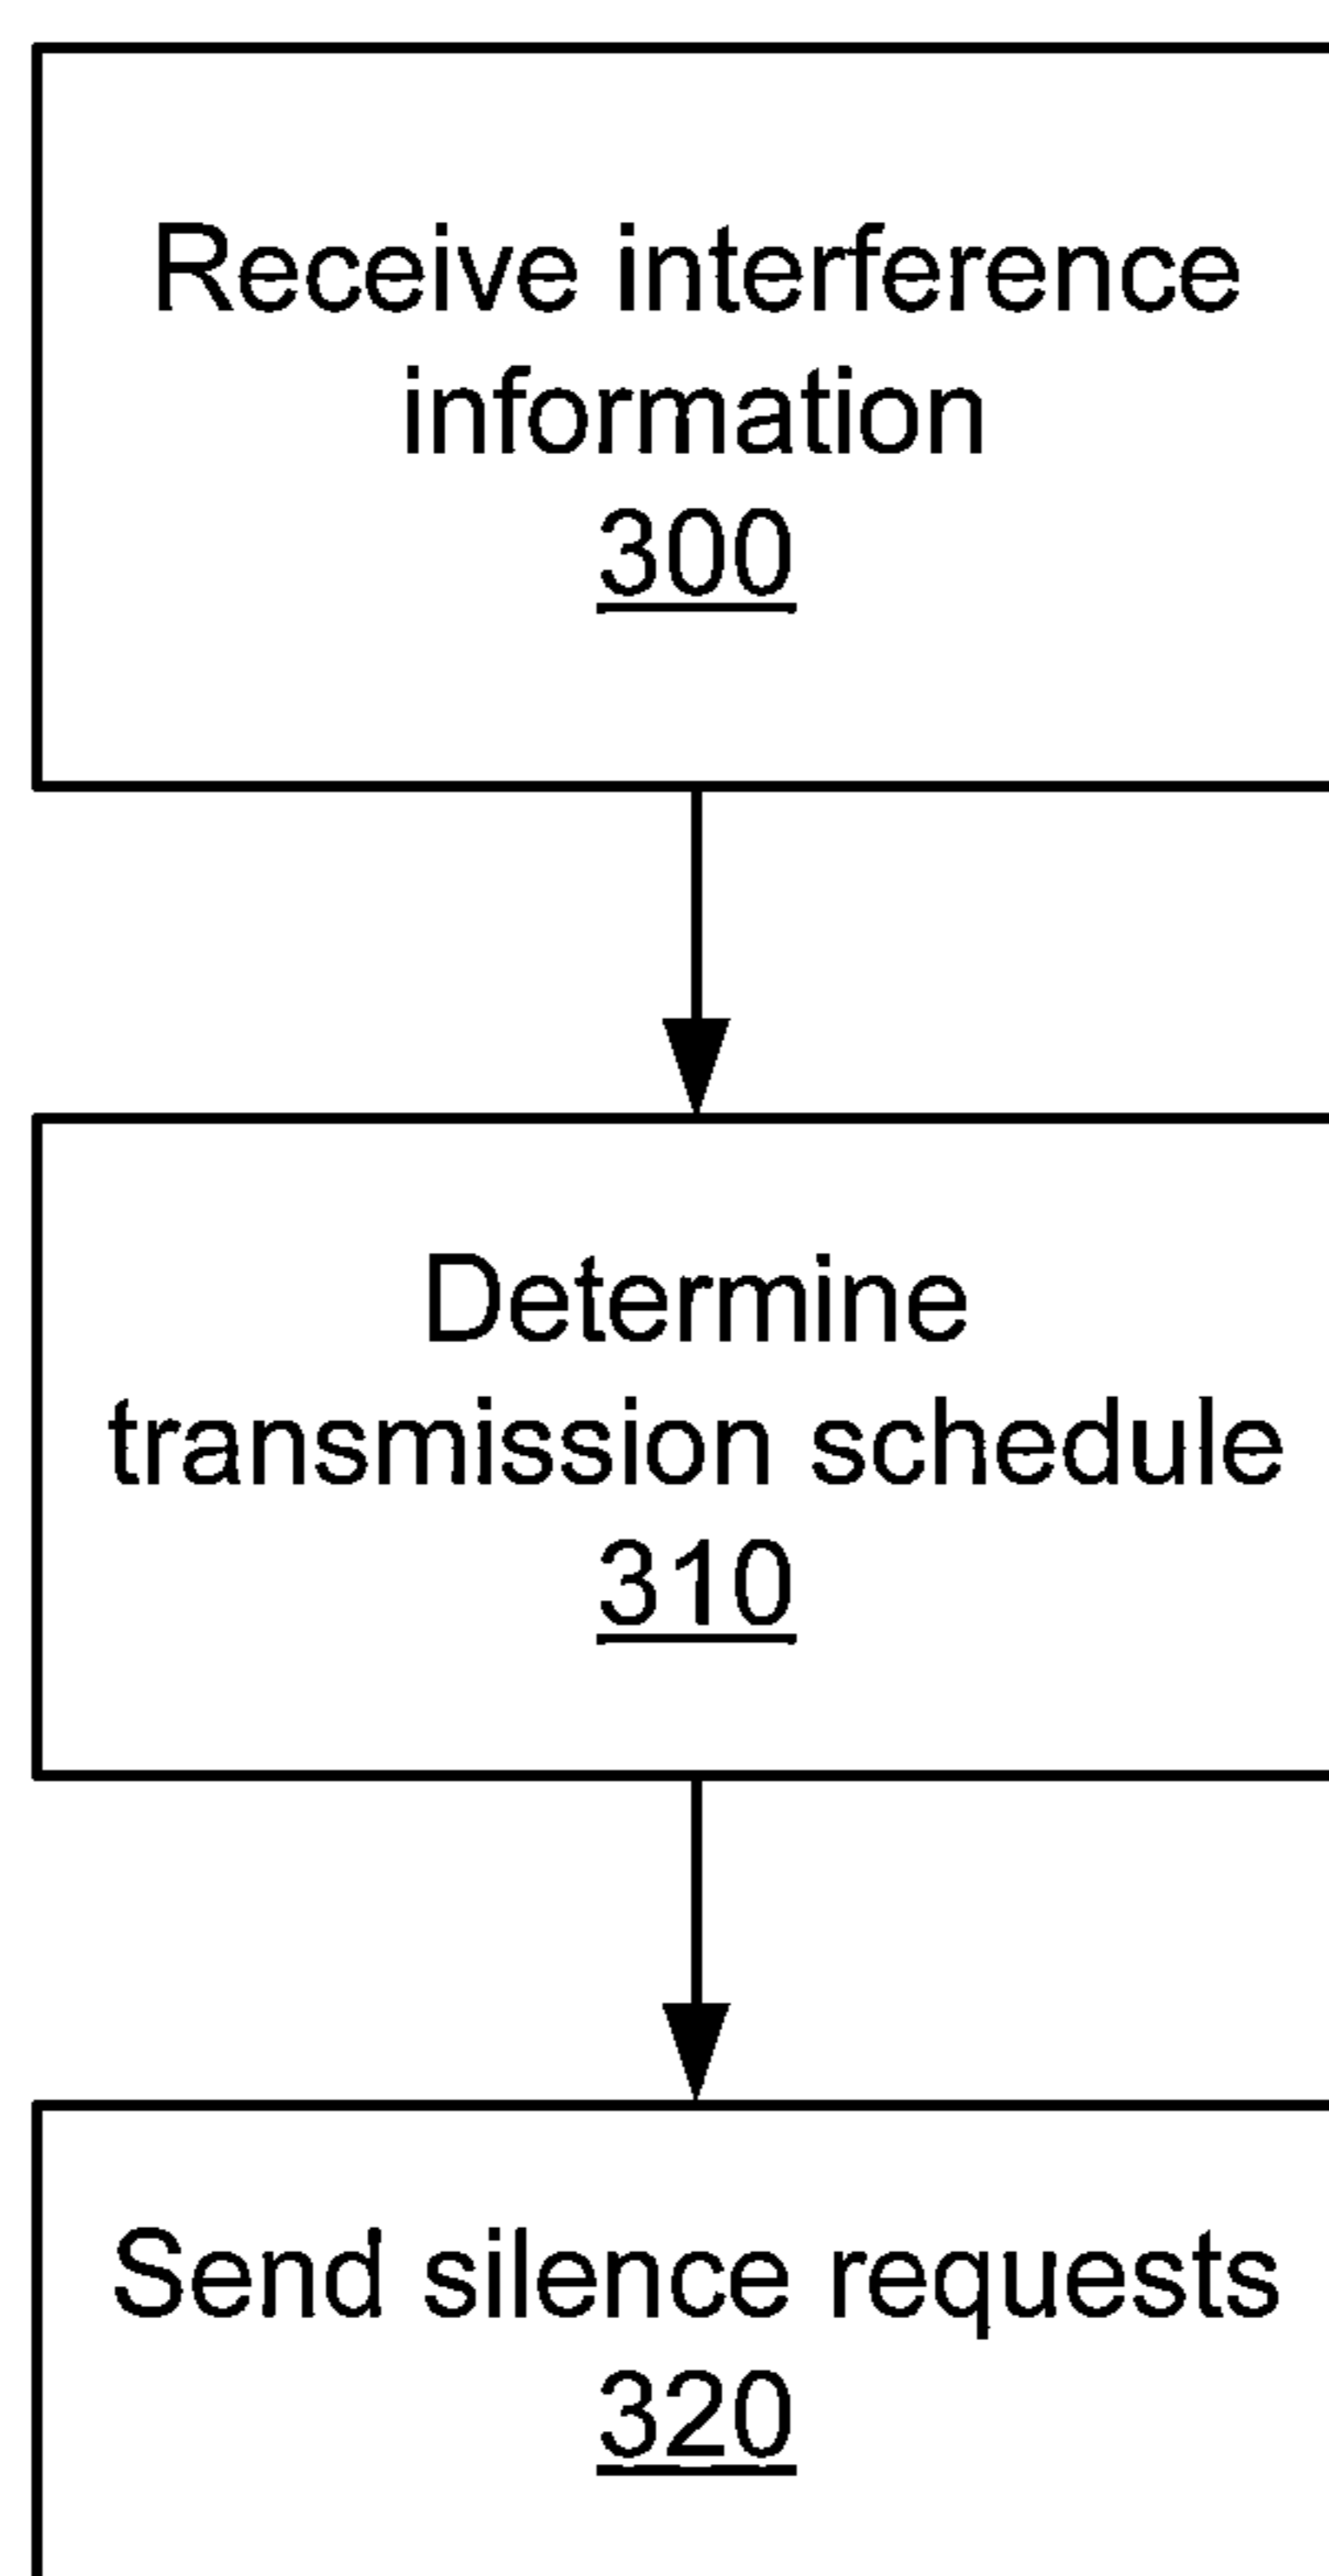 Receive interference
information
300
Determine
transmission schedule
310
Send silence requests
320